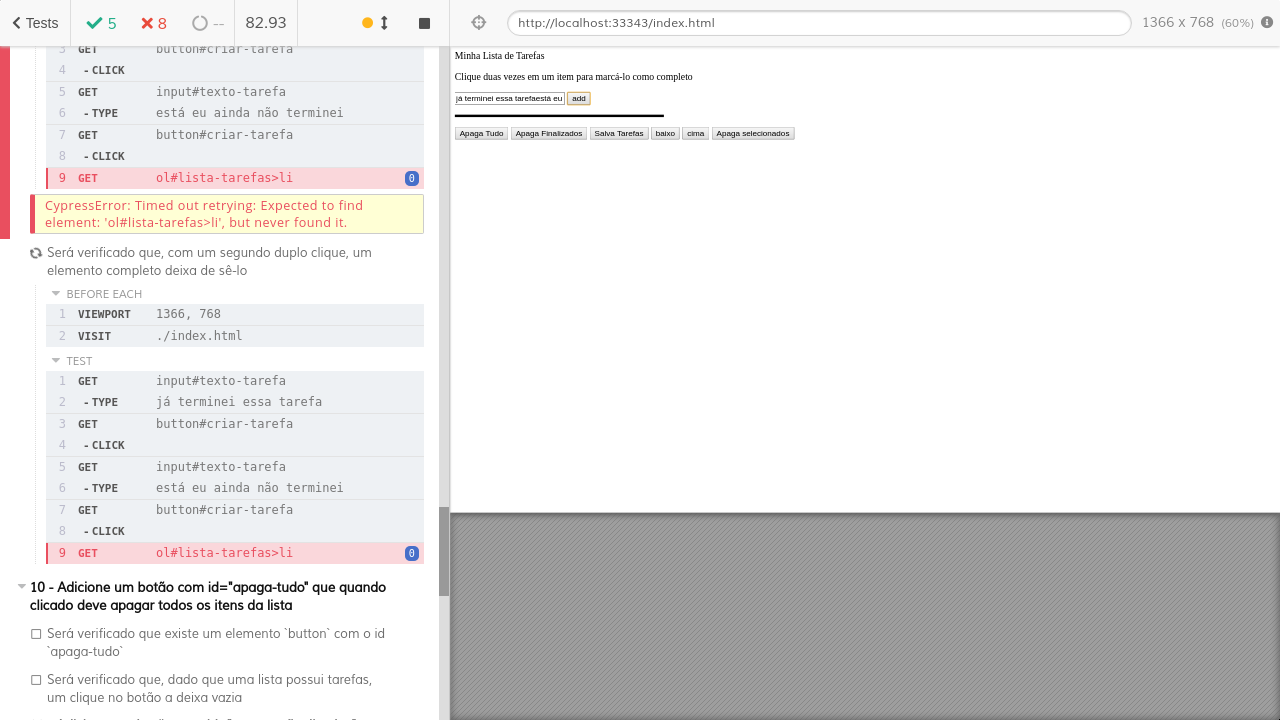 Tests
5
8
--
82.93
http://localhost:33343/index.html
1366 x 768 (60%)
3 GET button#criar-tarefa
4 - CLICK
5 GET input#texto-tarefa
6 - TYPE está eu ainda não terminei
7 GET button#criar-tarefa
8 - CLICK
9 GET ol#lista-tarefas>li 0
CypressError: Timed out retrying: Expected to find
element: 'ol#lista-tarefas>li', but never found it.
Será verificado que, com um segundo duplo clique, um
elemento completo deixa de sê-lo
BEFORE EACH
1 VIEWPORT 1366, 768
2 VISIT ./index.html
TEST
1 GET input#texto-tarefa
2 - TYPE já terminei essa tarefa
3 GET button#criar-tarefa
4 - CLICK
5 GET input#texto-tarefa
6 - TYPE está eu ainda não terminei
7 GET button#criar-tarefa
8 - CLICK
9 GET ol#lista-tarefas>li 0
10 - Adicione um botão com id="apaga-tudo" que quando
clicado deve apagar todos os itens da lista
Será verificado que existe um elemento `button` com o id
`apaga-tudo`
Será verificado que, dado que uma lista possui tarefas,
um clique no botão a deixa vazia
Minha Lista de Tarefas
Clique duas vezes em um item para marcá-lo como completo
já terminei essa tarefaestá eu add
Apaga Tudo Apaga Finalizados Salva Tarefas baixo cima Apaga selecionados